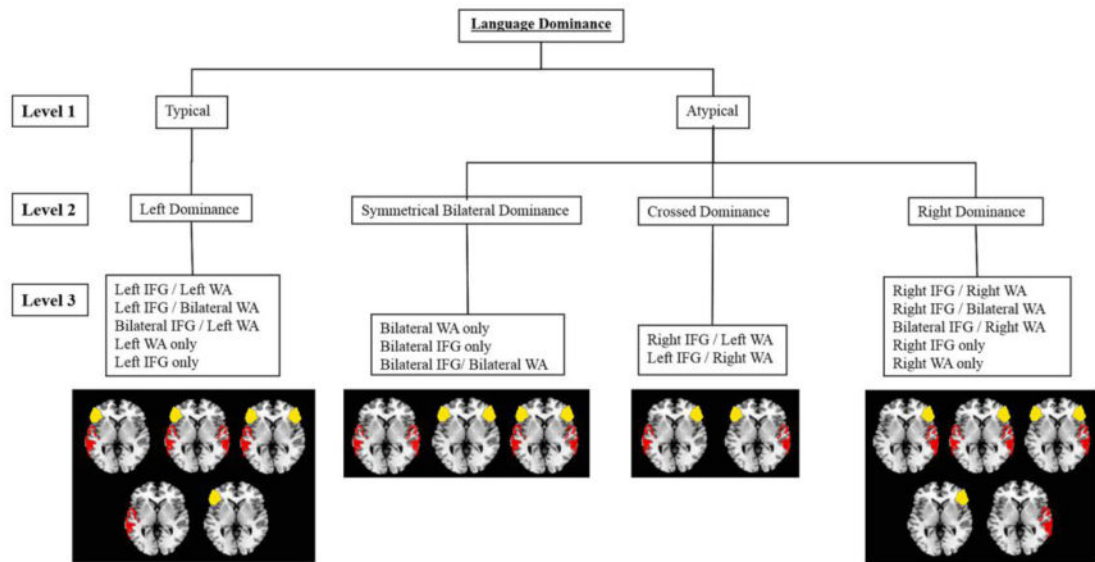 Language Dominance
Level 1
Typical
Atypical
Level 2
Left Dominance
Symmetrical Bilateral Dominance
Crossed Dominance
Right Dominance
Level 3
Left IFG / Left WA
Left IFG / Bilateral WA
Bilateral IFG / Left WA
Left WA only
Left IFG only
Bilateral WA only
Bilateral IFG only
Bilateral IFG/ Bilateral WA
Right IFG / Left WA
Left IFG / Right WA
Right IFG / Right WA
Right IFG / Bilateral WA
Bilateral IFG / Right WA
Right IFG only
Right WA only